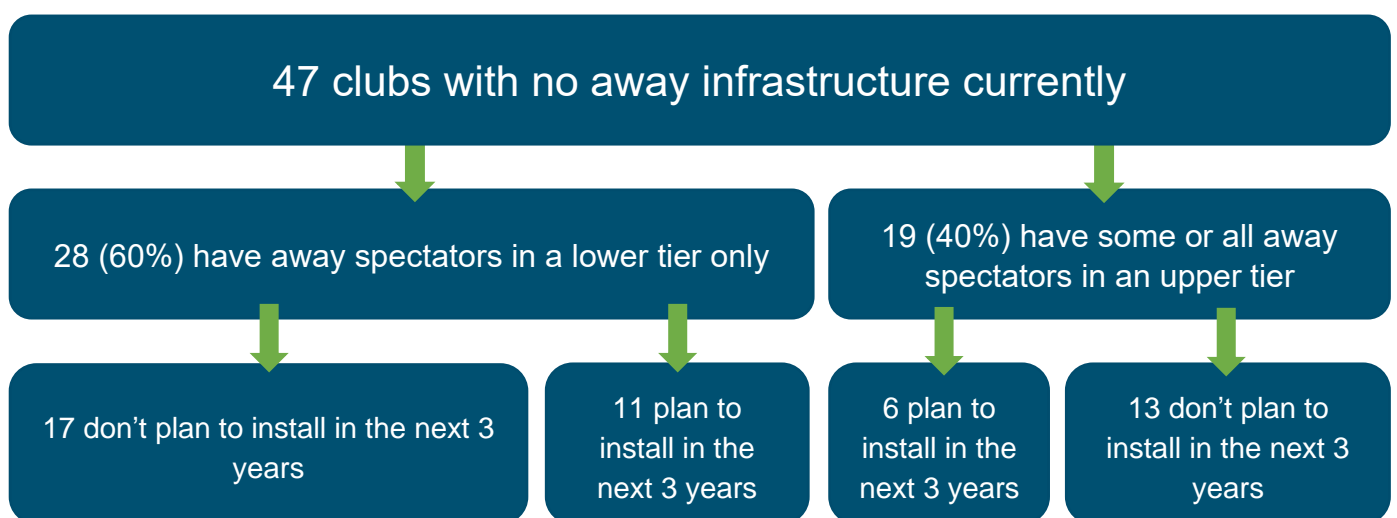 47 clubs with no away infrastructure currently
28 (60%) have away spectators in a lower tier only
19 (40%) have some or all away
spectators in an upper tier
17 don’t plan to install in the next 3
years
11 plan to
install in the
next 3 years
6 plan to
install in the
next 3 years
13 don’t plan to
install in the next 3
years